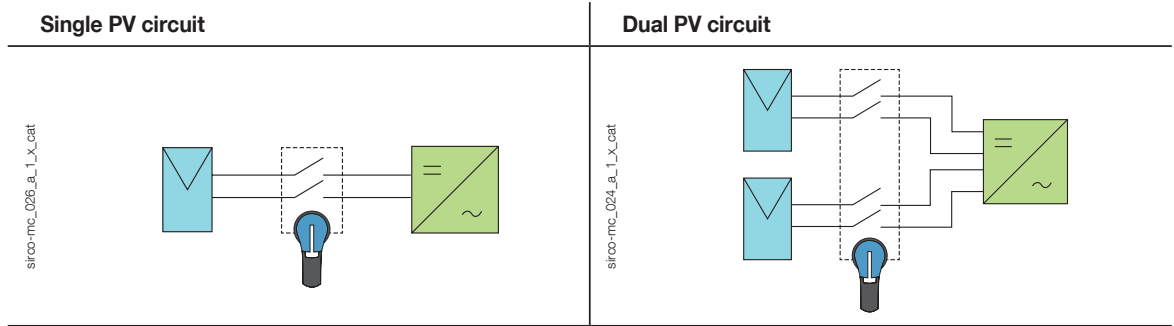 Single PV circuit
Dual PV circuit
sirco-mc_026_a_1_x_cat
sirco-mc_024_a_1_x_cat